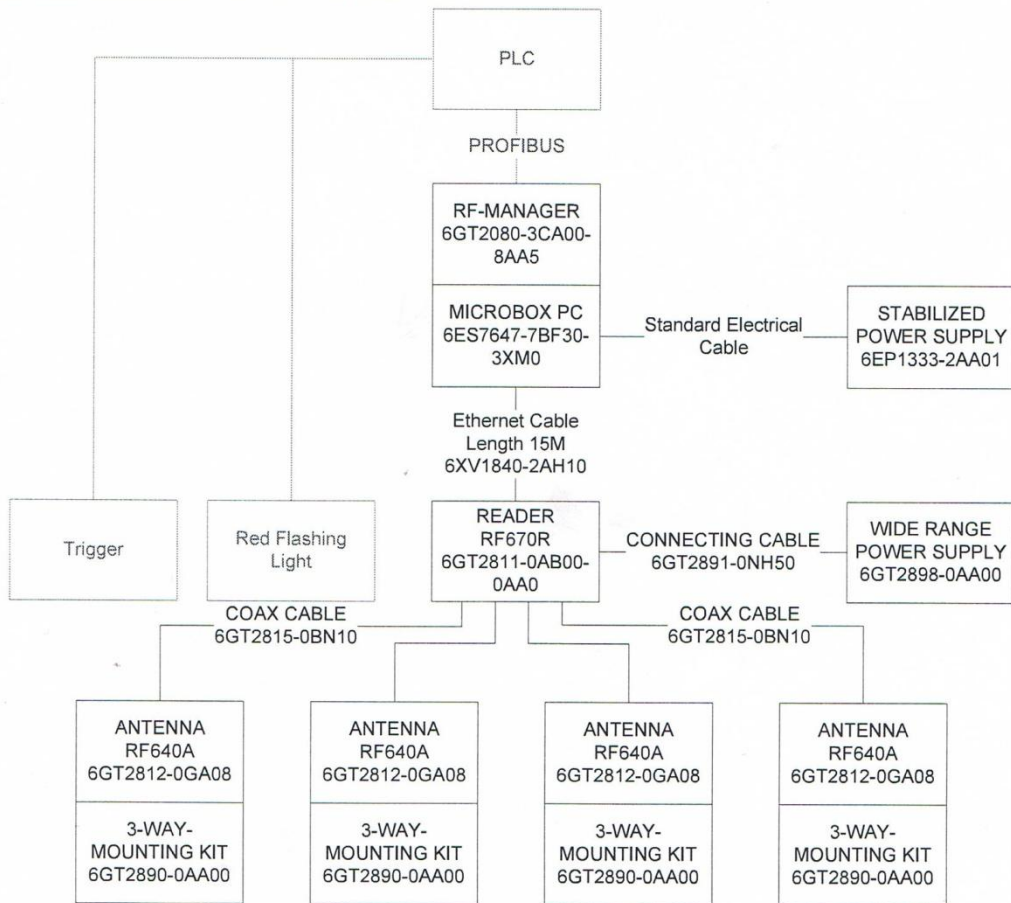 PLC
PROFIBUS
RF-MANAGER
6GT2080-3CA00-
8AA5
MICROBOX PC
6ES7647-7BF30-
3XM0
Standard Electrical
Cable
STABILIZED
POWER SUPPLY
6EP1333-2AA01
Ethernet Cable
Length 15M
6XV1840-2AH10
Trigger
Red Flashing
Light
READER
RF670R
6GT2811-0AB00-
0AA0
CONNECTING CABLE
6GT2891-0NH50
WIDE RANGE
POWER SUPPLY
6GT2898-0AA00
COAX CABLE
6GT2815-0BN10
COAX CABLE
6GT2815-0BN10
ANTENNA
RF640A
6GT2812-0GA08
ANTENNA
RF640A
6GT2812-0GA08
ANTENNA
RF640A
6GT2812-0GA08
ANTENNA
RF640A
6GT2812-0GA08
3-WAY-
MOUNTING KIT
6GT2890-0AA00
3-WAY-
MOUNTING KIT
6GT2890-0AA00
3-WAY-
MOUNTING KIT
6GT2890-0AA00
3-WAY-
MOUNTING KIT
6GT2890-0AA00